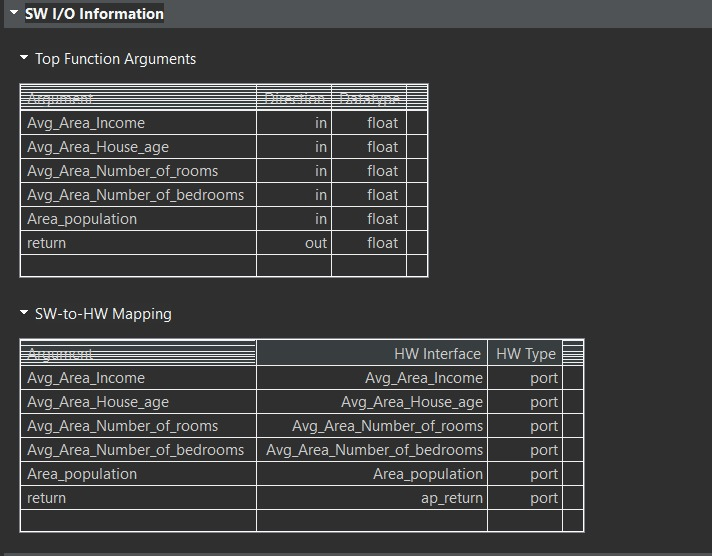 SW I/O Information
Top Function Arguments
Argument Direction Datatype
Avg_Area_Income in float
Avg_Area_House_age in float
Avg_Area_Number_of_rooms in float
Avg_Area_Number_of_bedrooms in float
Area_population in float
return out float
SW-to-HW Mapping
Argument HW Interface HW Type
Avg_Area_Income Avg_Area_Income port
Avg_Area_House_age Avg_Area_House_age port
Avg_Area_Number_of_rooms Avg_Area_Number_of_rooms port
Avg_Area_Number_of_bedrooms Avg_Area_Number_of_bedrooms port
Area_population Area_population port
return ap_return port